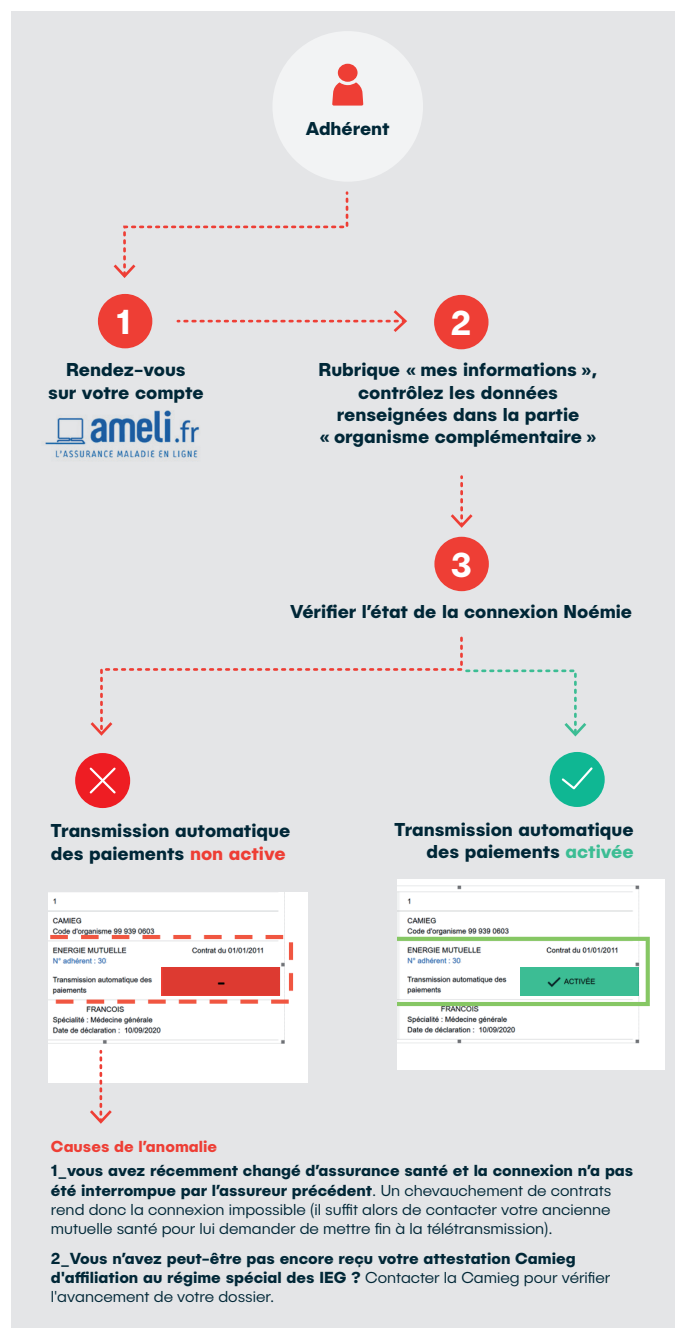 Adhérent
1
Rendez-vous
sur votre compte
ameli.fr
L'ASSURANCE MALADIE EN LIGNE
2
Rubrique « mes informations »,
contrôlez les données
renseignées dans la partie
« organisme complémentaire »
3
Vérifier l'état de la connexion Noémie
Transmission automatique
des paiements non active
1
CAMIEG
Code d'organisme 99 939 0603
ENERGIE MUTUELLE Contrat du 01/01/2011
N° adhérent : 30
Transmission automatique des
paiements
–
FRANCOIS
Spécialité : Médecine générale
Date de déclaration : 10/09/2020
Transmission automatique
des paiements activée
1
CAMIEG
Code d'organisme 99 939 0603
ENERGIE MUTUELLE Contrat du 01/01/2011
N° adhérent : 30
Transmission automatique des
paiements
✓ ACTIVÉE
FRANCOIS
Spécialité : Médecine générale
Date de déclaration : 10/09/2020
Causes de l'anomalie
1_vous avez récemment changé d'assurance santé et la connexion n'a pas
été interrompue par l'assureur précédent. Un chevauchement de contrats
rend donc la connexion impossible (il suffit alors de contacter votre ancienne
mutuelle santé pour lui demander de mettre fin à la télétransmission).
2_Vous n'avez peut-être pas encore reçu votre attestation Camieg
d'affiliation au régime spécial des IEG ? Contacter la Camieg pour vérifier
l'avancement de votre dossier.